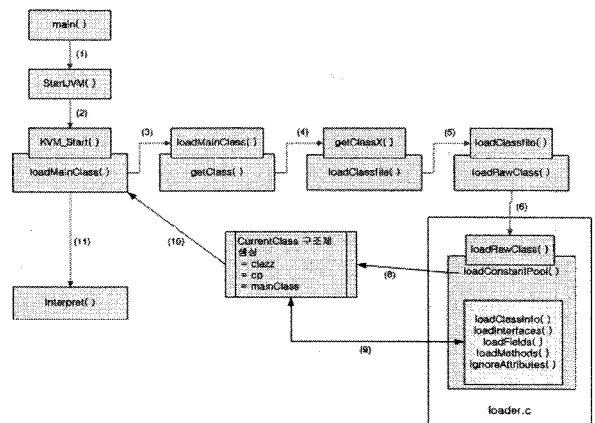 main( )
(1)
StartJVM( )
(2)
KVM_Start( )
loadMainClass( )
(3)
loadMainClass( )
getClass( )
(4)
getClassX( )
loadClassfile( )
(5)
loadClassfile( )
loadRawClass( )
(6)
loadRawClass( )
loadConstantPool( )
(8)
CurrentClass 구조체
생성
= clazz
= cp
= mainClass
(10)
(11)
Interpret( )
loadClassInfo( )
loadInterfaces( )
loadFields( )
loadMethods( )
ignoreAttributes( )
(9)
loader.c